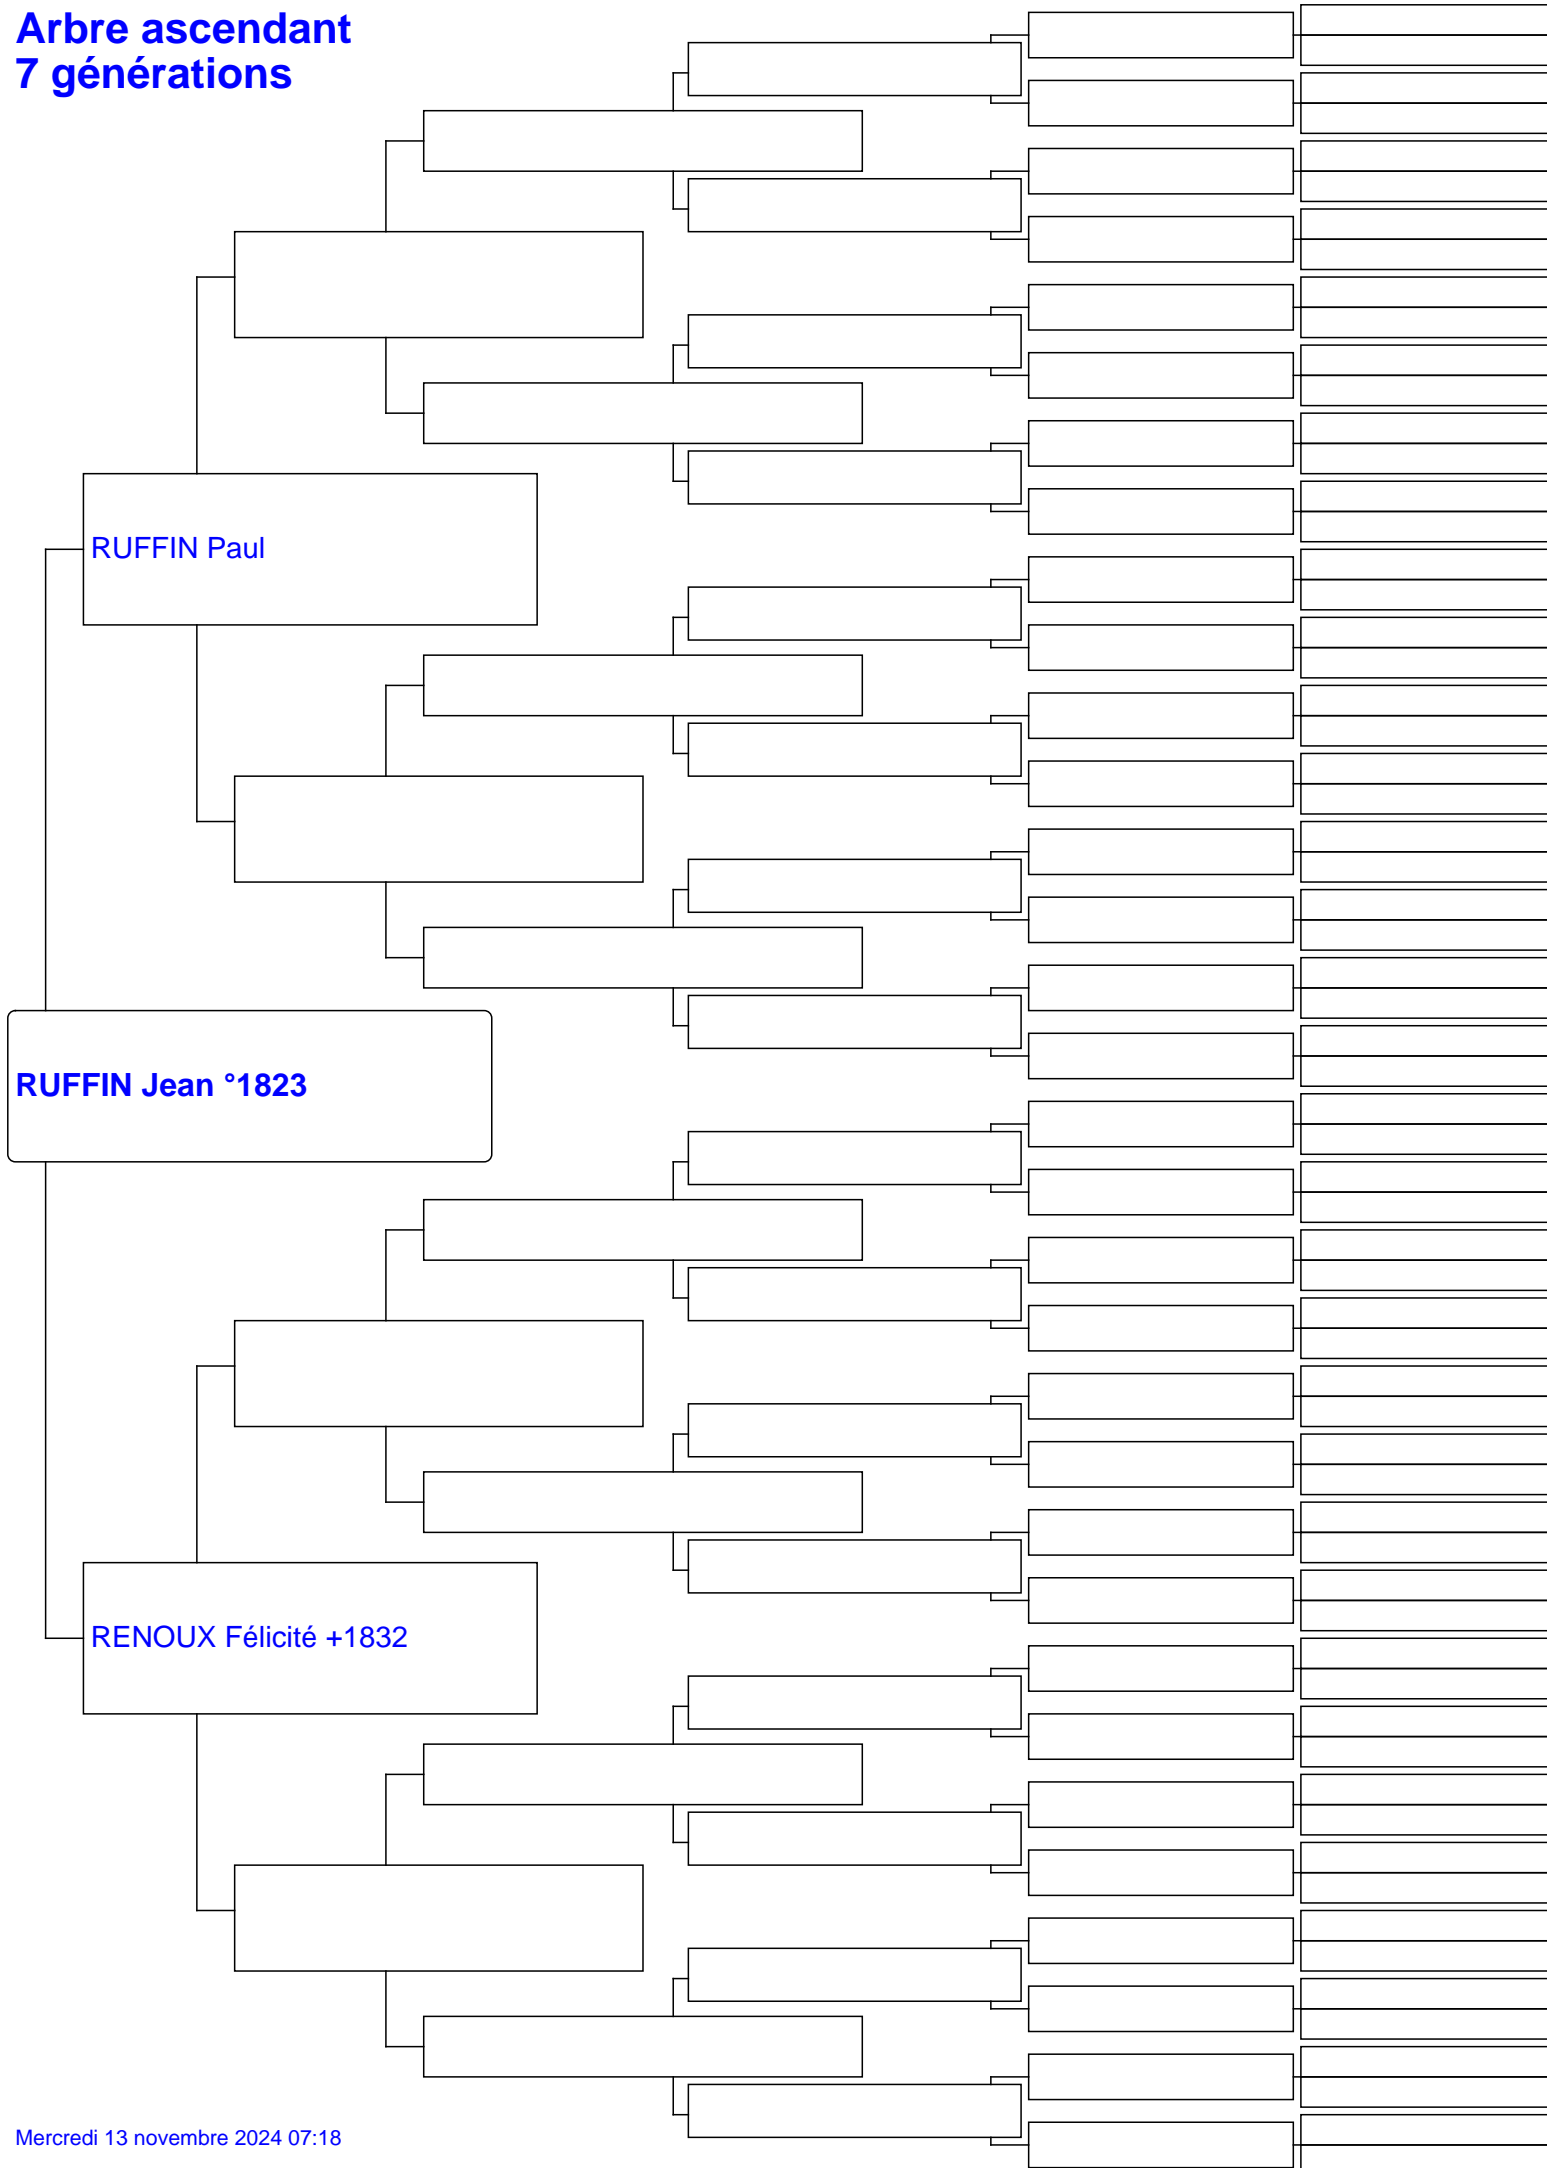 Arbre ascendant
7 générations
RUFFIN Paul
RUFFIN Jean °1823
RENOUX Félicité +1832
Mercredi 13 novembre 2024 07:18